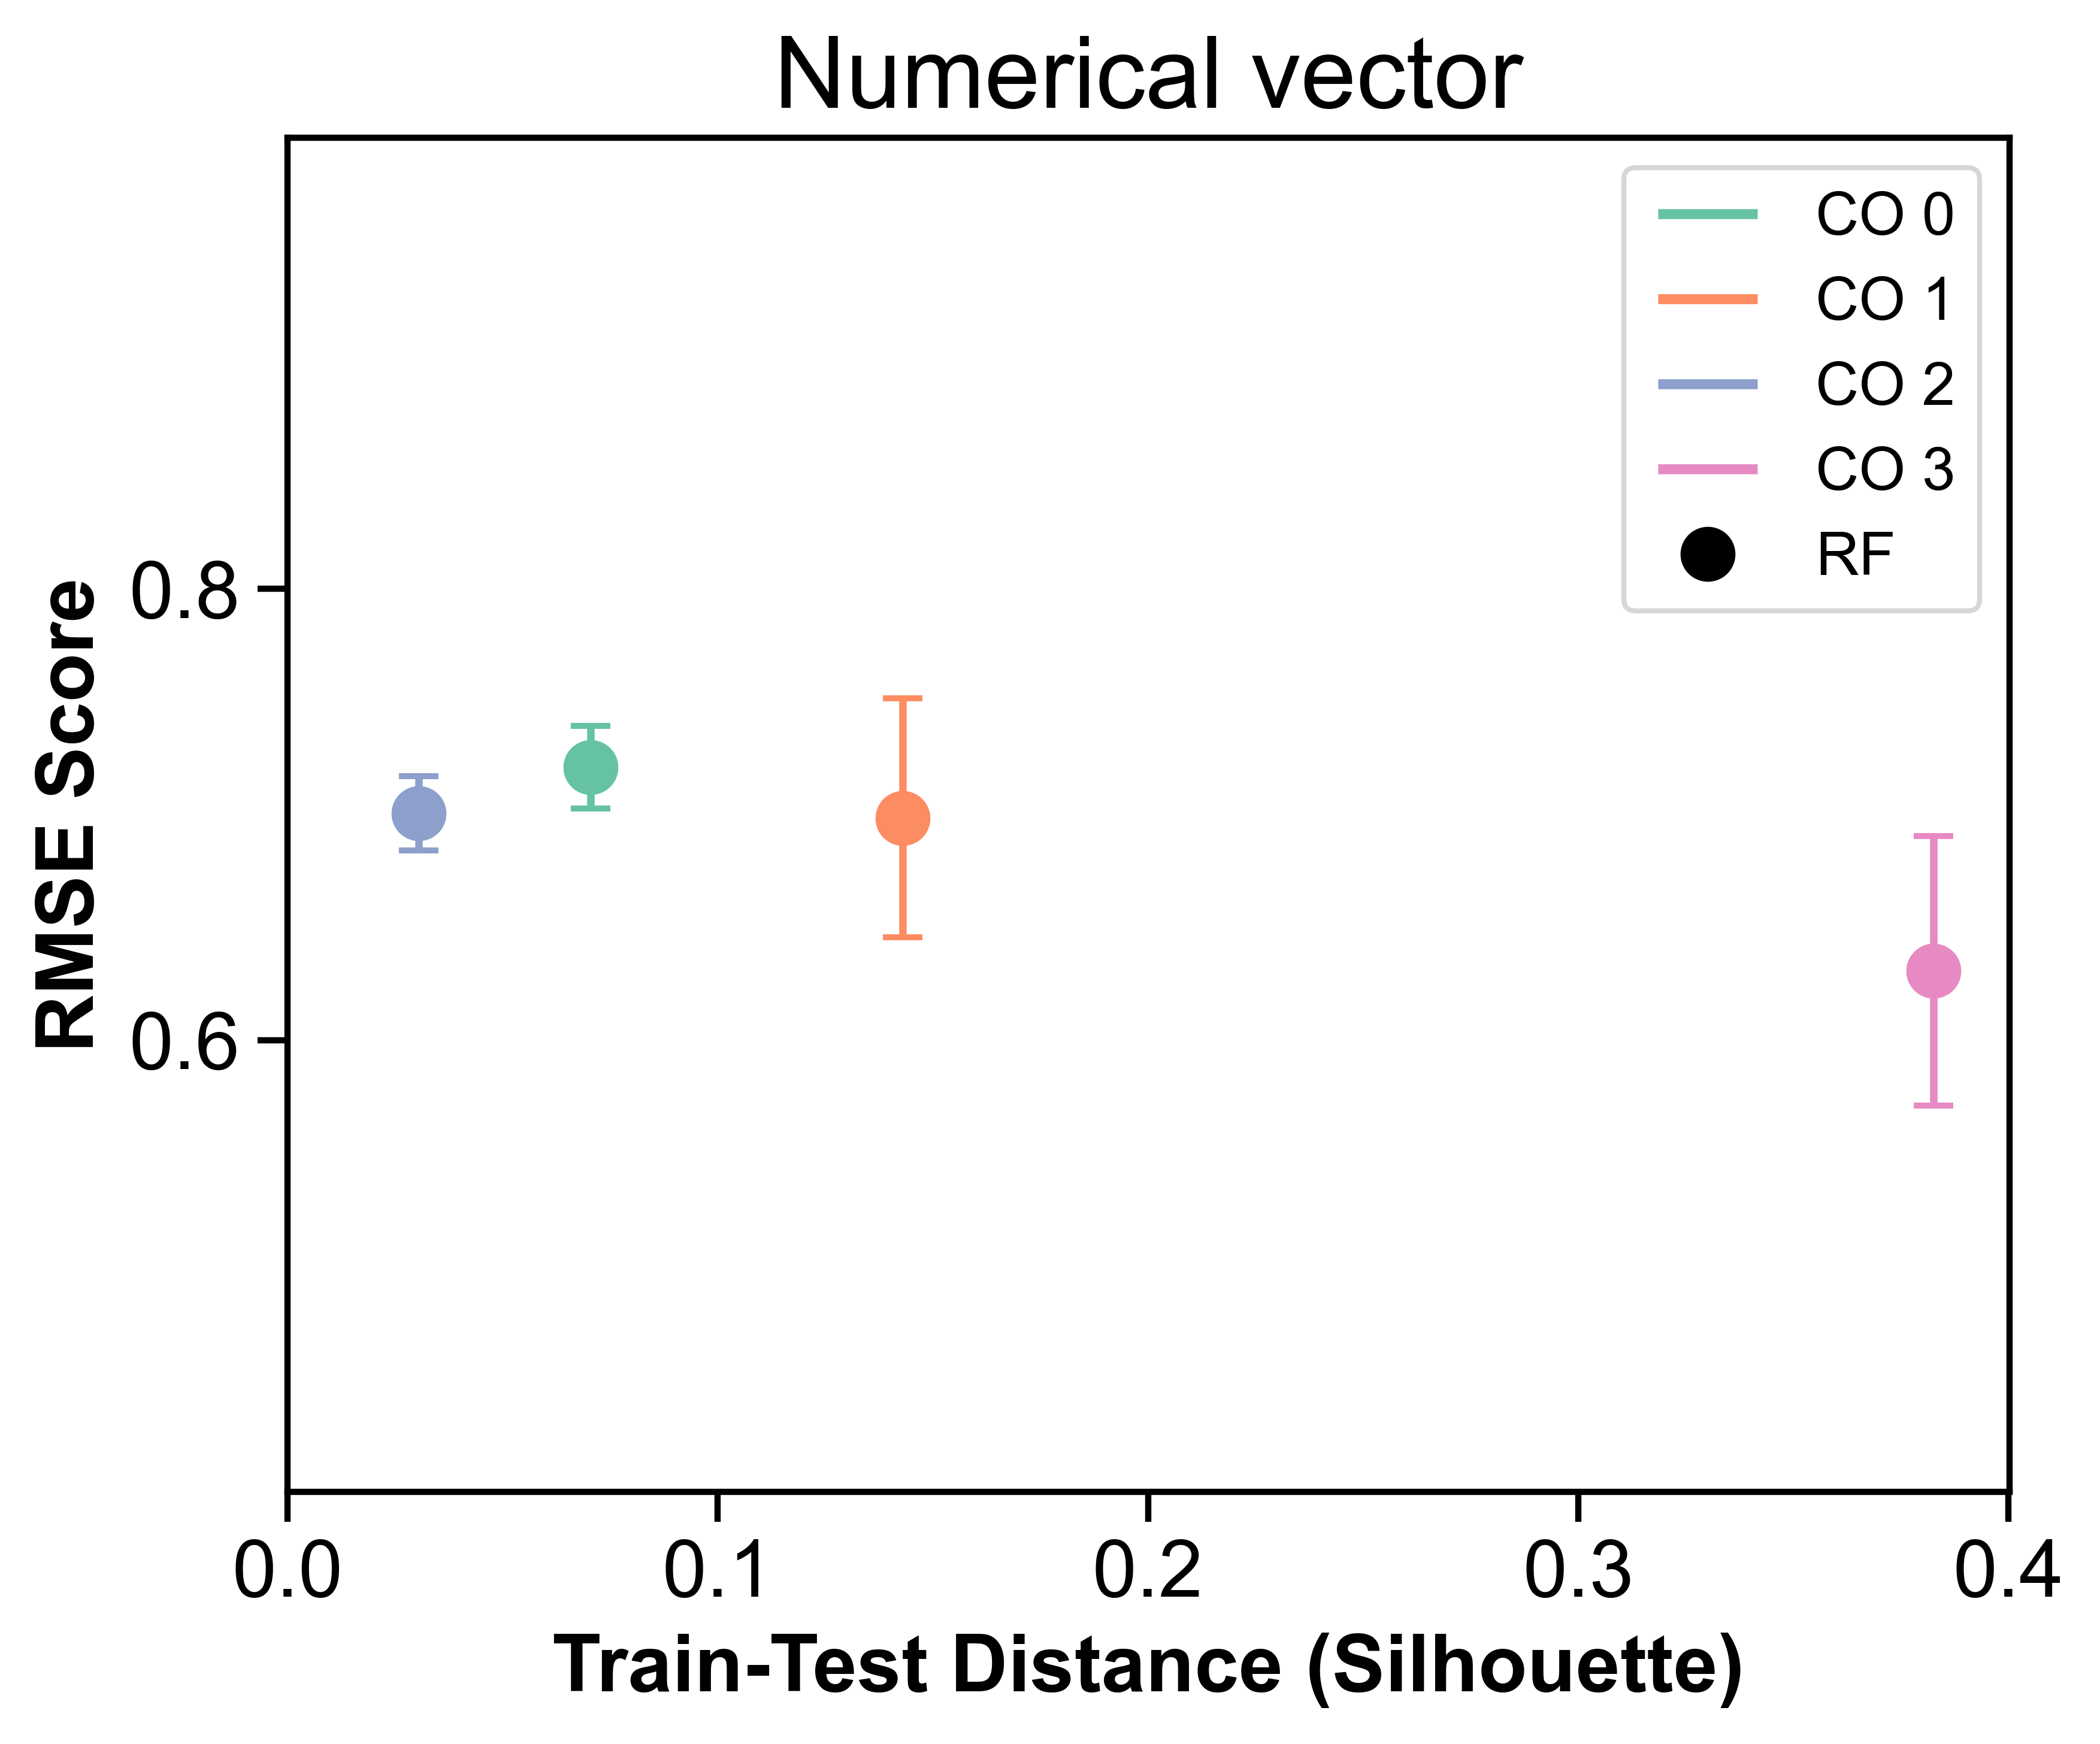 Numerical vector
CO 0
CO 1
CO 2
CO 3
RF
RMSE Score
0.8
0.6
0.0 0.1 0.2 0.3 0.4
Train-Test Distance (Silhouette)